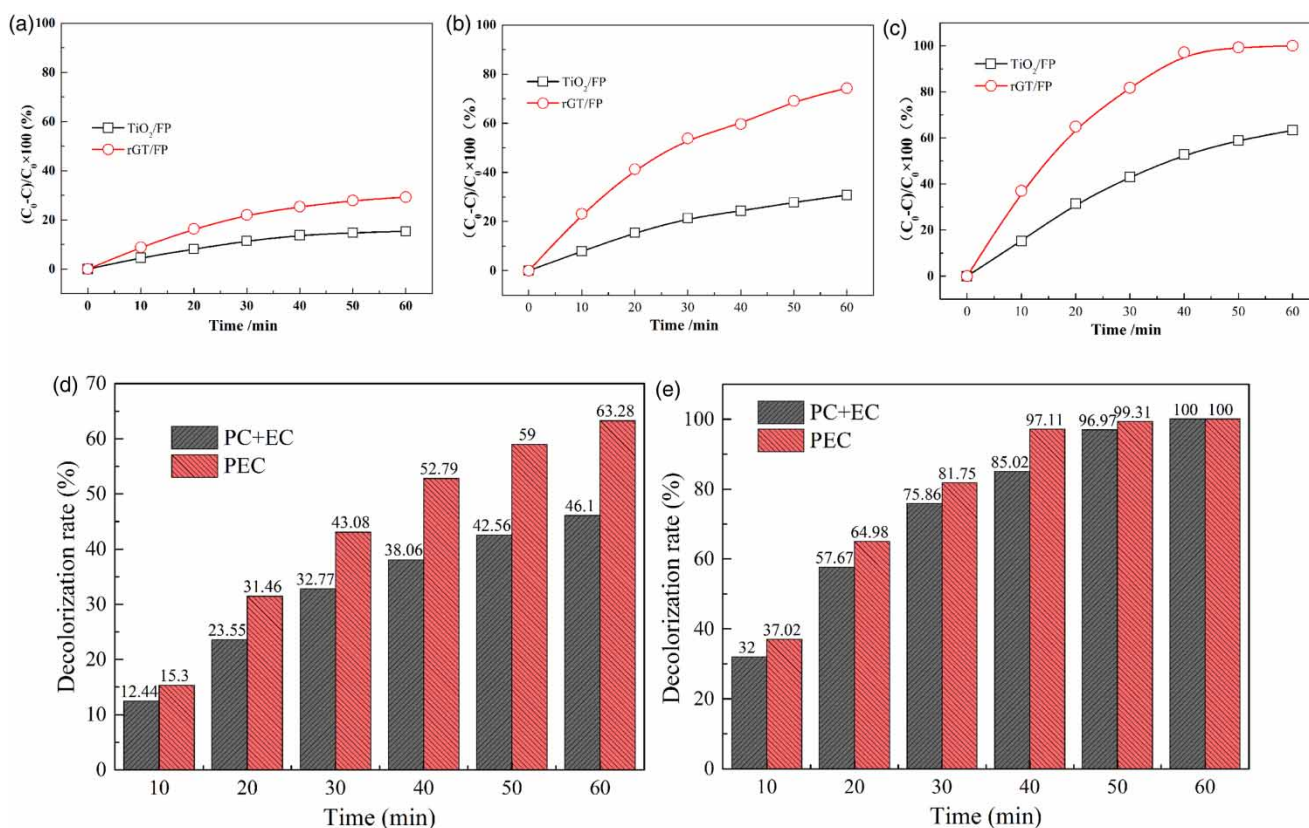 (a)
(C₀-C)/C₀×100 (%)
100
80
60
40
20
0
TiO₂/FP
rGT/FP
0 10 20 30 40 50 60
Time /min
(b)
(C₀-C)/C₀×100 (%)
100
80
60
40
20
0
TiO₂/FP
rGT/FP
0 10 20 30 40 50 60
Time /min
(c)
(C₀-C)/C₀×100 (%)
100
80
60
40
20
0
TiO₂/FP
rGT/FP
0 10 20 30 40 50 60
Time /min
(d)
Decolorization rate (%)
70
60
50
40
30
20
10
0
PC+EC
PEC
12.44 15.3
23.55 31.46
32.77 43.08
38.06 52.79
42.56 59
46.1 63.28
10 20 30 40 50 60
Time (min)
(e)
Decolorization rate (%)
100
80
60
40
20
0
PC+EC
PEC
32 37.02
57.67 64.98
75.86 81.75
85.02 97.11
96.97 99.31
100 100
10 20 30 40 50 60
Time (min)